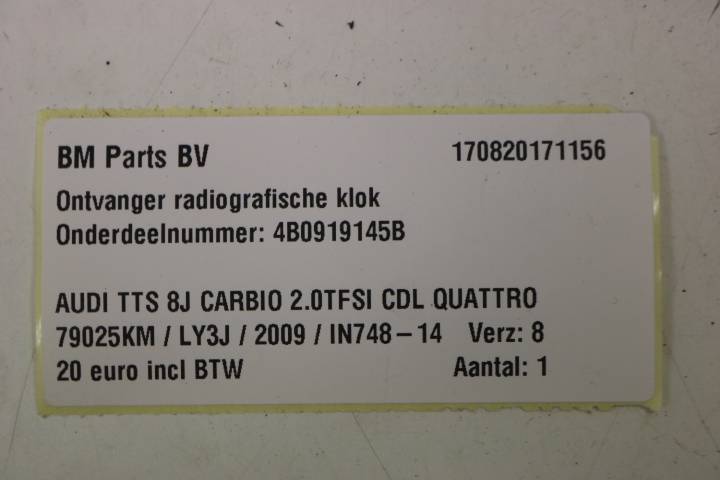 BM Parts BV 170820171156
Ontvanger radiografische klok
Onderdeelnummer: 4B0919145B
AUDI TTS 8J CARBIO 2.0TFSI CDL QUATTRO
79025KM / LY3J / 2009 / IN748-14 Verz: 8
20 euro incl BTW Aantal: 1